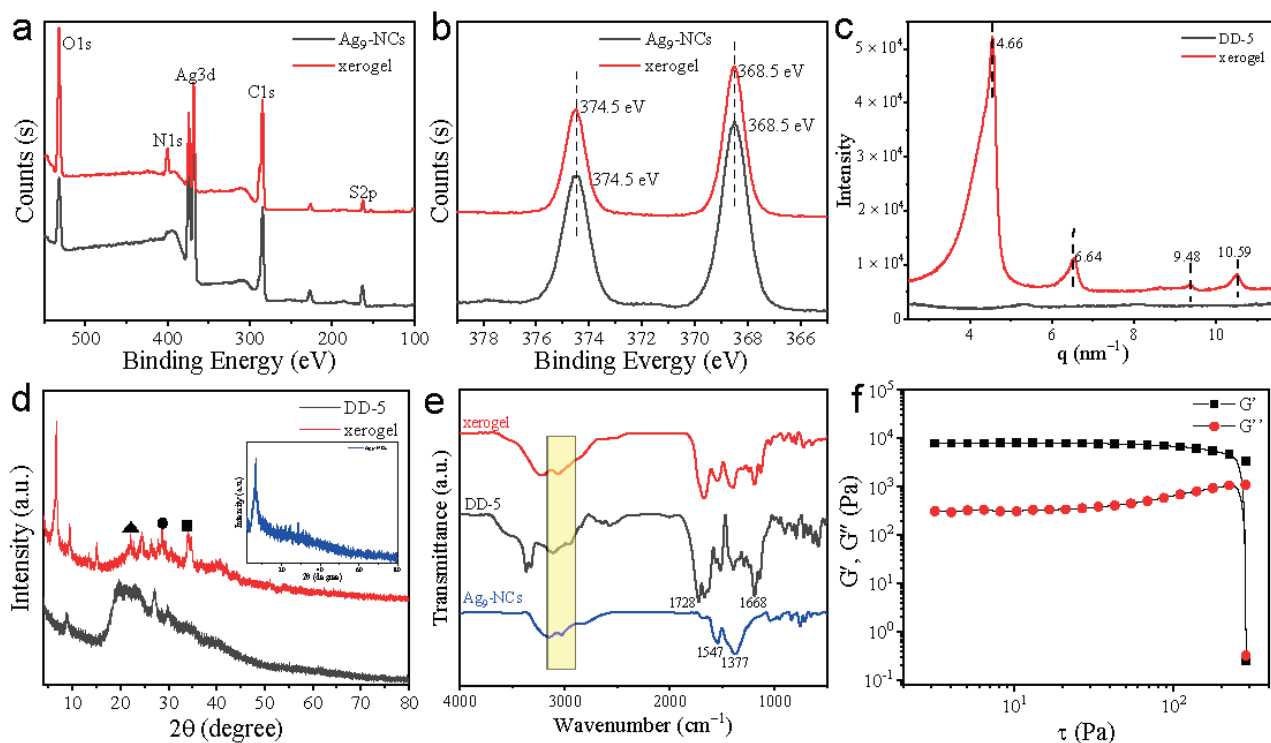 a
O1s
N1s
Ag3d
C1s
S2p
Ag₉-NCs
xerogel
Counts (s)
500
400
300
200
100
Binding Energy (eV)
b
Ag₉-NCs
xerogel
374.5 eV
368.5 eV
374.5 eV
368.5 eV
Counts (s)
378
376
374
372
370
368
366
Binding Evergy (eV)
c
DD-5
xerogel
4.66
6.64
9.48
10.59
Intensity
5 × 10⁴
4 × 10⁴
3 × 10⁴
2 × 10⁴
1 × 10⁴
0
4
6
8
10
q (nm⁻¹)
d
DD-5
xerogel
Intensity (a.u.)
Intensity (a.u.)
2θ (degree)
10
20
30
40
50
60
70
80
2θ (degree)
e
xerogel
DD-5
Ag₉-NCs
1728
1668
1547
1377
Transmittance (a.u.)
4000
3000
2000
1000
Wavenumber (cm⁻¹)
f
G′
G′′
G′, G′′ (Pa)
10⁵
10⁴
10³
10²
10¹
10⁰
10⁻¹
10¹
10²
τ (Pa)